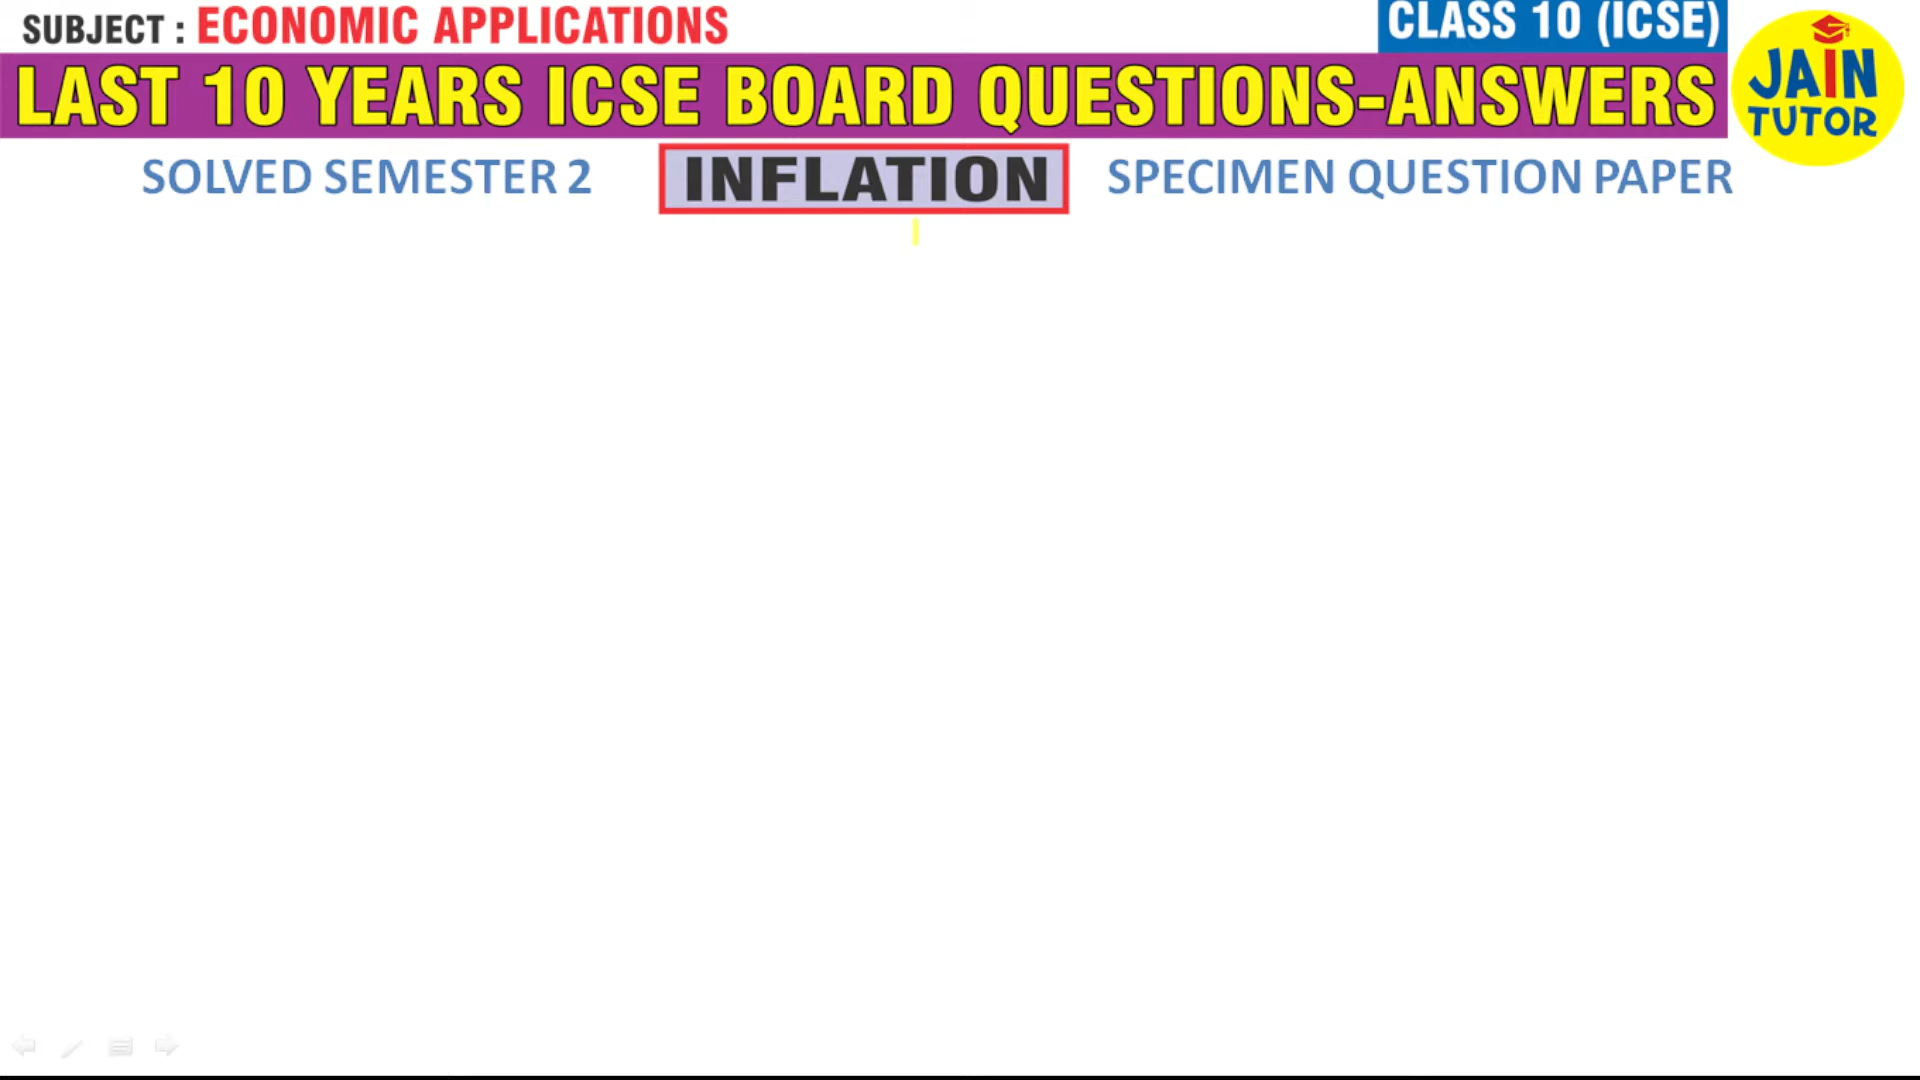 SUBJECT : ECONOMIC APPLICATIONS
CLASS 10 (ICSE)
LAST 10 YEARS ICSE BOARD QUESTIONS-ANSWERS
JAIN
TUTOR
SOLVED SEMESTER 2
INFLATION
SPECIMEN QUESTION PAPER